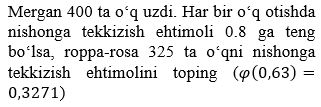 Mergan 400 ta oʻq uzdi. Har bir oʻq otishda
nishonga tekkizish ehtimoli 0.8 ga teng
boʻlsa, roppa-rosa 325 ta oʻqni nishonga
tekkizish ehtimolini toping (φ(0,63) =
0,3271)